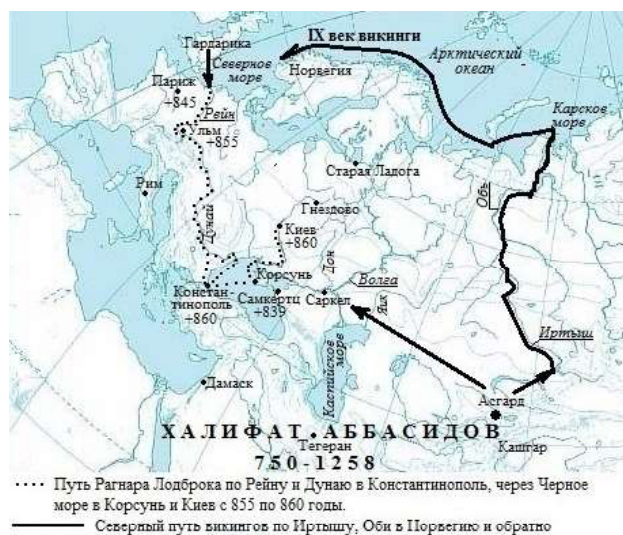 IX век викинги
Гардарика
Северное
море
Норвегия
Арктический
океан
Париж
+845
Карское
море
Рейн
Ульм
+855
Старая Ладога
Рим
Обь
Гнездово
Дунай
Киев
+860
Дон
Корсунь
Волга
Констан-
тинополь
+860
Самкертц
+839
Саркел
Яик
Иртыш
Каспийское
море
Дамаск
Асгард
ХАЛИФАТ АББАСИДОВ
Тегеран
Кашгар
750-1258
Путь Рагнара Лодброка по Рейну и Дунаю в Константинополь, через Черное
море в Корсунь и Киев с 855 по 860 годы.
Северный путь викингов по Иртышу, Оби в Норвегию и обратно